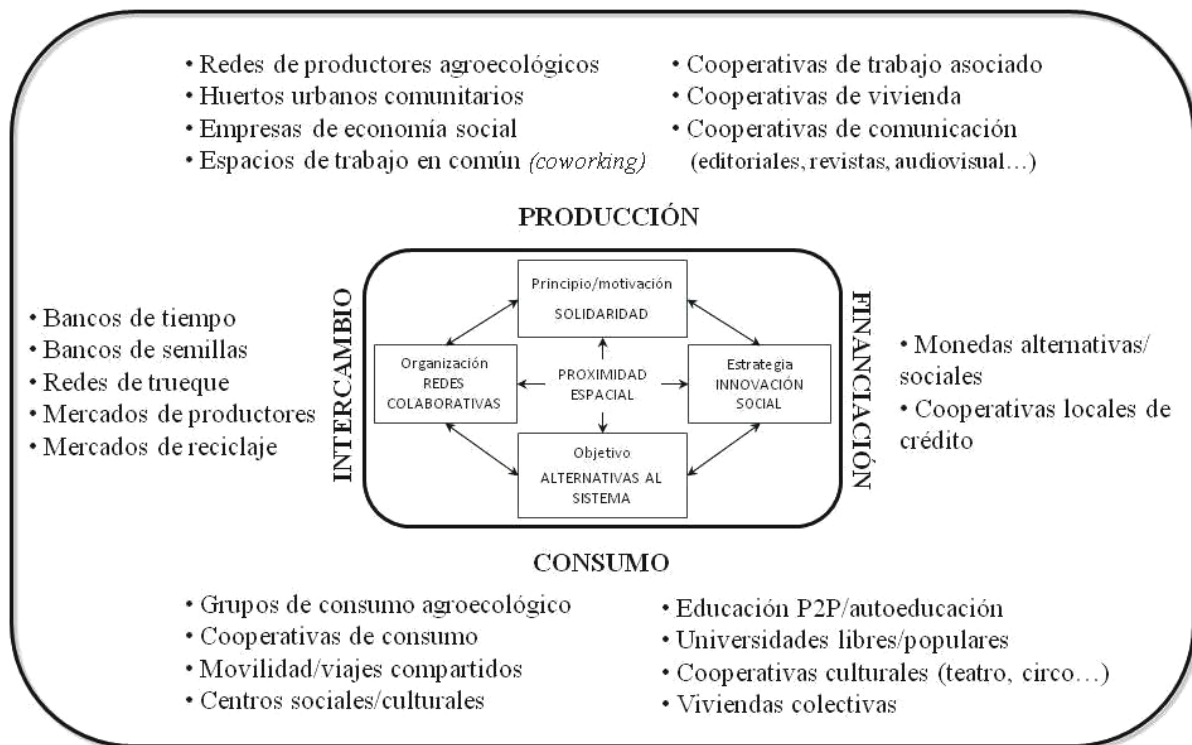 • Redes de productores agroecológicos
• Huertos urbanos comunitarios
• Empresas de economía social
• Espacios de trabajo en común (coworking)
• Cooperativas de trabajo asociado
• Cooperativas de vivienda
• Cooperativas de comunicación
(editoriales, revistas, audiovisual…)
PRODUCCIÓN
• Bancos de tiempo
• Bancos de semillas
• Redes de trueque
• Mercados de productores
• Mercados de reciclaje
INTERCAMBIO
Principio/motivación
SOLIDARIDAD
Organización
REDES
COLABORATIVAS
PROXIMIDAD
ESPACIAL
Estrategia
INNOVACIÓN
SOCIAL
Objetivo
ALTERNATIVAS AL
SISTEMA
FINANCIACIÓN
• Monedas alternativas/
sociales
• Cooperativas locales de
crédito
CONSUMO
• Grupos de consumo agroecológico
• Cooperativas de consumo
• Movilidad/viajes compartidos
• Centros sociales/culturales
• Educación P2P/autoeducación
• Universidades libres/populares
• Cooperativas culturales (teatro, circo…)
• Viviendas colectivas